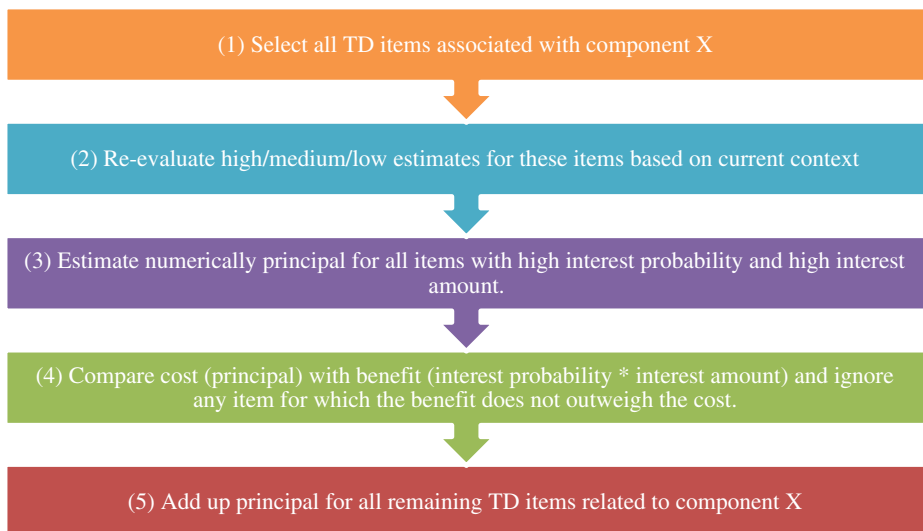 (1) Select all TD items associated with component X
(2) Re-evaluate high/medium/low estimates for these items based on current context
(3) Estimate numerically principal for all items with high interest probability and high interest
amount.
(4) Compare cost (principal) with benefit (interest probability * interest amount) and ignore
any item for which the benefit does not outweigh the cost.
(5) Add up principal for all remaining TD items related to component X